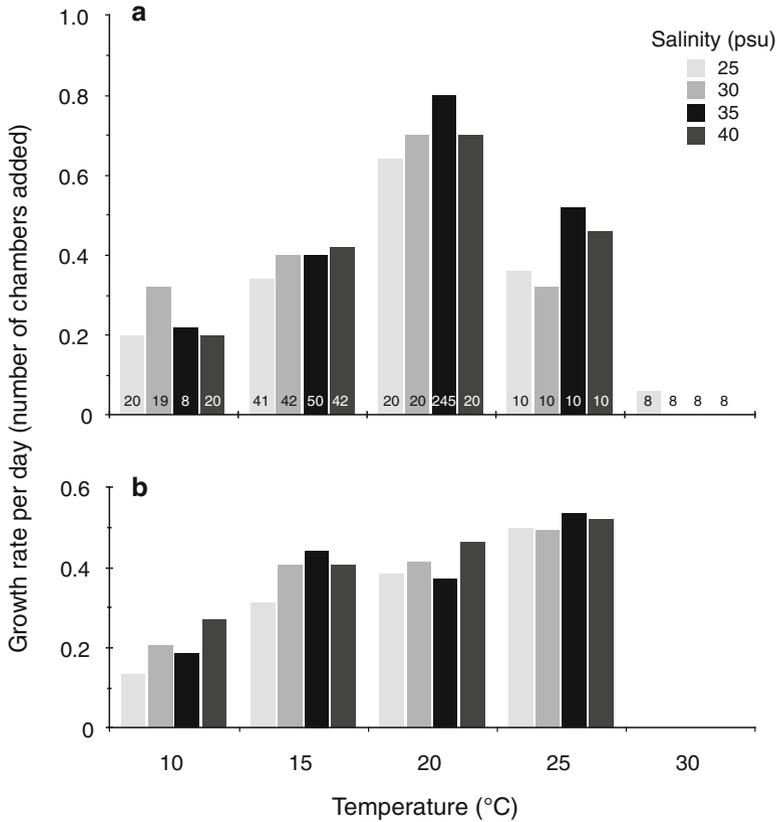 a
1.0
0.8
0.6
0.4
0.2
0
Salinity (psu)
25
30
35
40
20 19 8 20 41 42 50 42 20 20 245 20 10 10 10 10 8 8 8 8
Growth rate per day (number of chambers added)
b
0.6
0.4
0.2
0
10 15 20 25 30
Temperature (°C)